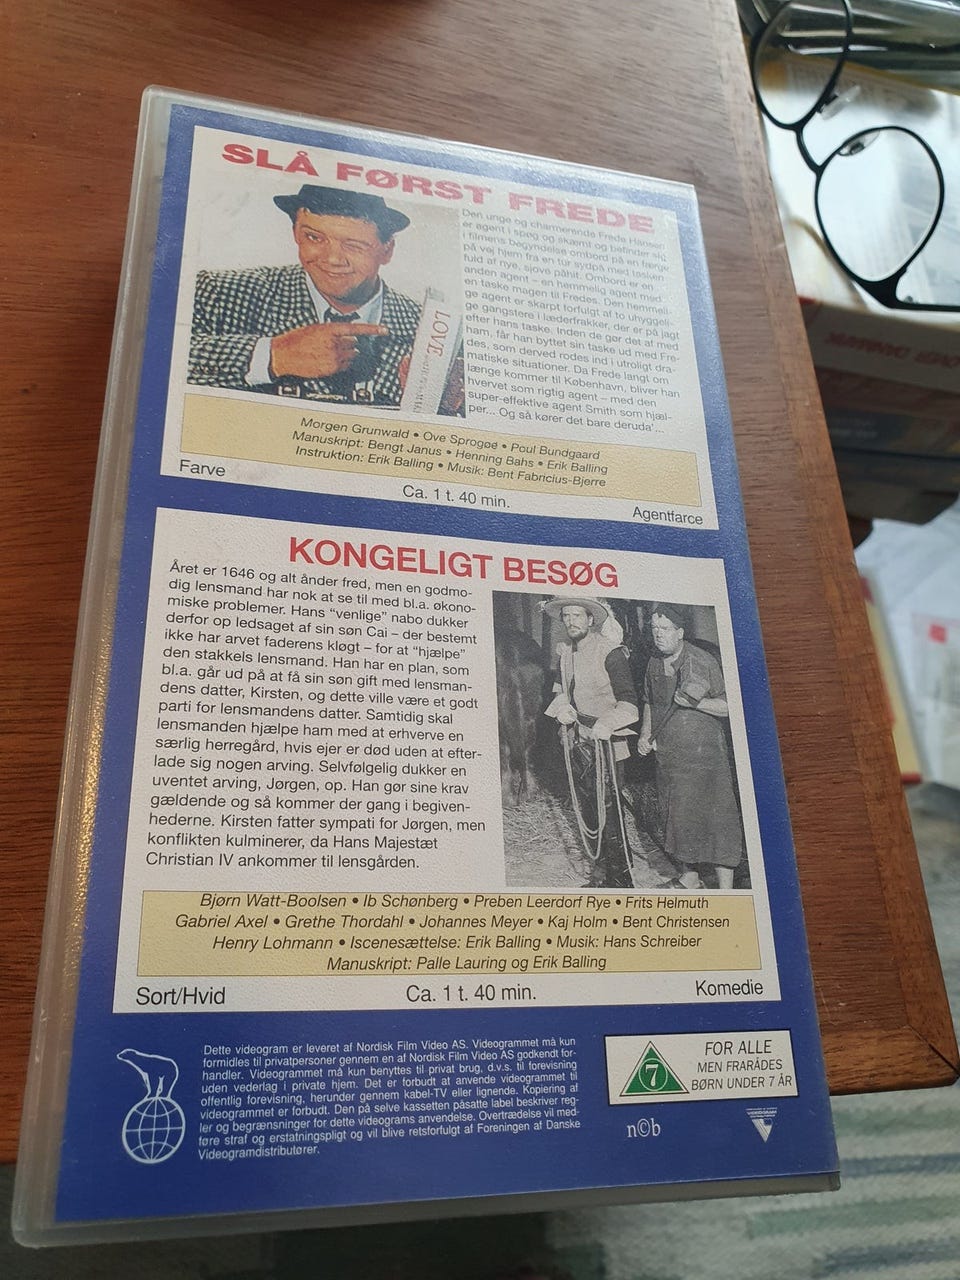 SLÅ FØRST FREDE
LOVE
Den unge og charmerende Frede Hansen
er agent i spøg og skæmt og befinder sig
i filmens begyndelse ombord på en færge
på vej hjem fra en tur sydpå med tasken
fuld af nye, sjove påhit. Ombord er en
anden agent – en hemmelig agent med
en taske magen til Fredes. Den hemmeli-
ge agent er skarpt forfulgt af to uhyggeli-
ge gangstere i læderfrakker, der er på jagt
efter hans taske. Inden de gør det af med
ham, får han byttet sin taske ud med Fre-
des, som derved rodes ind i utroligt dra-
matiske situationer. Da Frede langt om
længe kommer til København, bliver han
hvervet som rigtig agent – med den
super-effektive agent Smith som hjæl-
per... Og så kører det bare deruda'...
Morgen Grunwald • Ove Sprogøe • Poul Bundgaard
Manuskript: Bengt Janus • Henning Bahs • Erik Balling
Instruktion: Erik Balling • Musik: Bent Fabricius-Bjerre
Farve
Ca. 1 t. 40 min.
Agentfarce
KONGELIGT BESØG
Året er 1646 og alt ånder fred, men en godmo-
dig lensmand har nok at se til med bl.a. økono-
miske problemer. Hans "venlige" nabo dukker
derfor op ledsaget af sin søn Cai – der bestemt
ikke har arvet faderens kløgt – for at "hjælpe"
den stakkels lensmand. Han har en plan, som
bl.a. går ud på at få sin søn gift med lensman-
dens datter, Kirsten, og dette ville være et godt
parti for lensmandens datter. Samtidig skal
lensmanden hjælpe ham med at erhverve en
særlig herregård, hvis ejer er død uden at efter-
lade sig nogen arving. Selvfølgelig dukker en
uventet arving, Jørgen, op. Han gør sine krav
gældende og så kommer der gang i begiven-
hederne. Kirsten fatter sympati for Jørgen, men
konflikten kulminerer, da Hans Majestæt
Christian IV ankommer til lensgården.
Bjørn Watt-Boolsen • Ib Schønberg • Preben Leerdorf Rye • Frits Helmuth
Gabriel Axel • Grethe Thordahl • Johannes Meyer • Kaj Holm • Bent Christensen
Henry Lohmann • Iscenesættelse: Erik Balling • Musik: Hans Schreiber
Manuskript: Palle Lauring og Erik Balling
Sort/Hvid
Ca. 1 t. 40 min.
Komedie
Dette videogram er leveret af Nordisk Film Video AS. Videogrammet må kun
formidles til privatpersoner gennem en af Nordisk Film Video AS godkendt for-
handler. Videogrammet må kun benyttes til privat brug, d.v.s. til forevisning
uden vederlag i private hjem. Det er forbudt at anvende videogrammet til
offentlig forevisning, herunder gennem kabel-TV eller lignende. Kopiering af
videogrammet er forbudt. Den på selve kassetten påsatte label beskriver reg-
ler og begrænsninger for dette videograms anvendelse. Overtrædelse vil med-
føre straf og erstatningspligt og vil blive retsforfulgt af Foreningen af Danske
Videogramdistributører.
7
FOR ALLE
MEN FRARÅDES
BØRN UNDER 7 ÅR
n©b
VIDEOGRAM